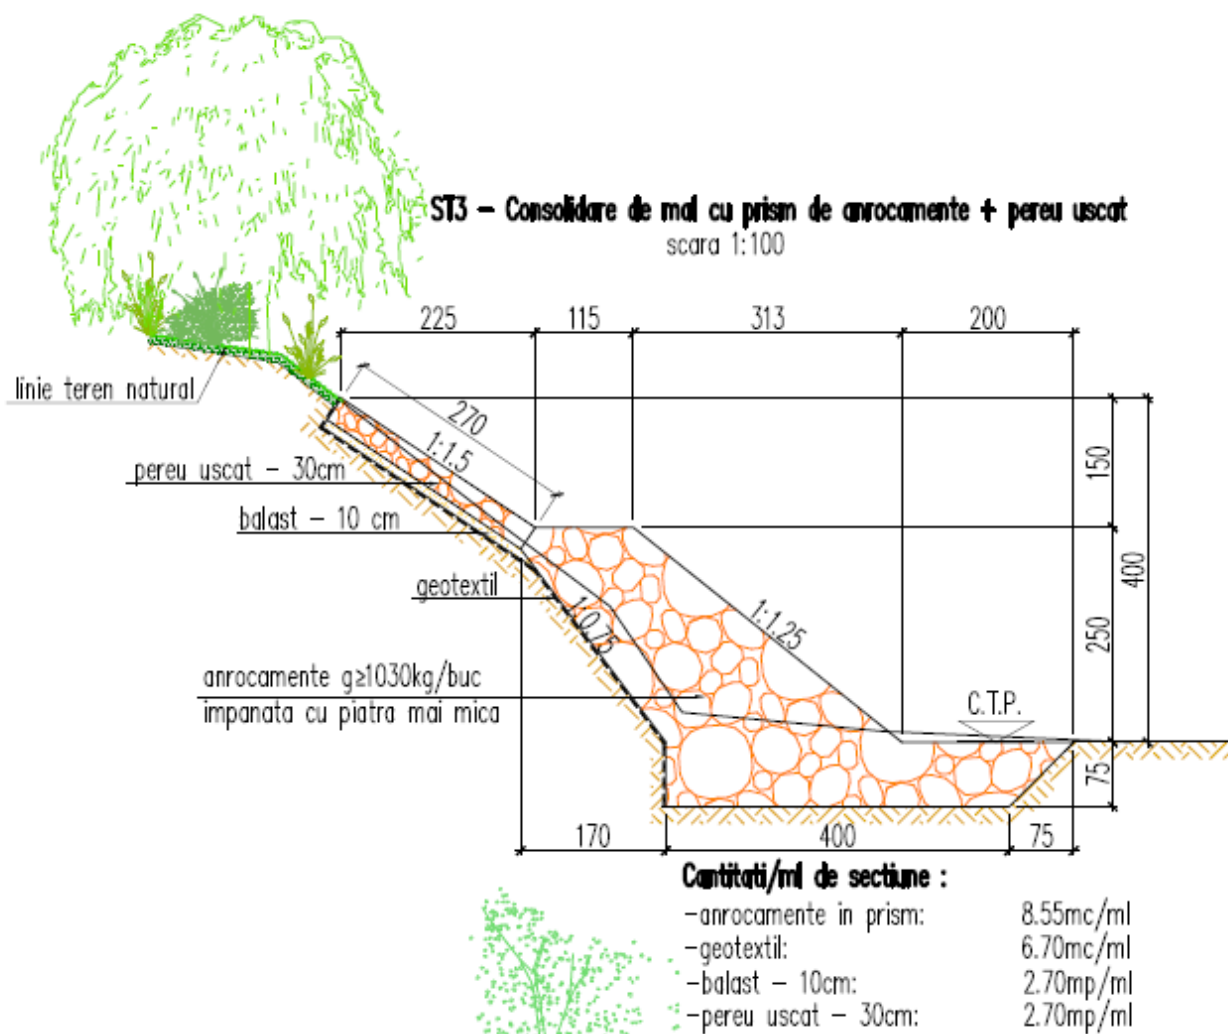 ST3 - Consolidare de mal cu prism de anrocamente + pereu uscat
scara 1:100
225
115
313
200
linie teren natural
270
1:1.5
150
400
pereu uscat - 30cm
balast - 10 cm
geotextil
1:0.75
1:1.25
250
anrocamente g≥1030kg/buc
impanata cu piatra mai mica
C.T.P.
75
170
400
75
Cantitati/ml de sectiune :
-anrocamente in prism: 8.55mc/ml
-geotextil: 6.70mc/ml
-balast - 10cm: 2.70mp/ml
-pereu uscat - 30cm: 2.70mp/ml